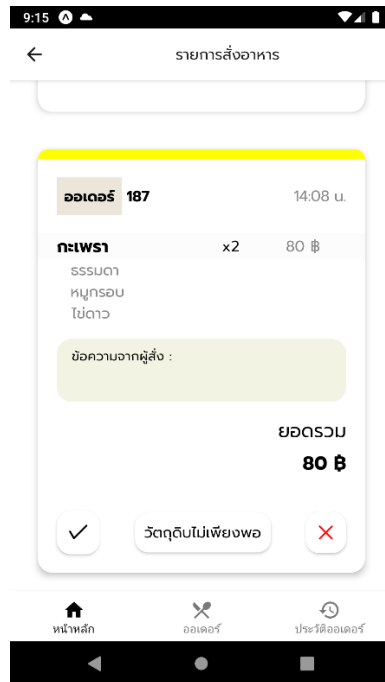 9:15
รายการสั่งอาหาร
ออเดอร์ 187 14:08 น.
กะเพรา x2 80 ฿
ธรรมดา
หมูกรอบ
ไข่ดาว
ข้อความจากผู้สั่ง :
ยอดรวม
80 ฿
วัตถุดิบไม่เพียงพอ
หน้าหลัก ออเดอร์ ประวัติออเดอร์